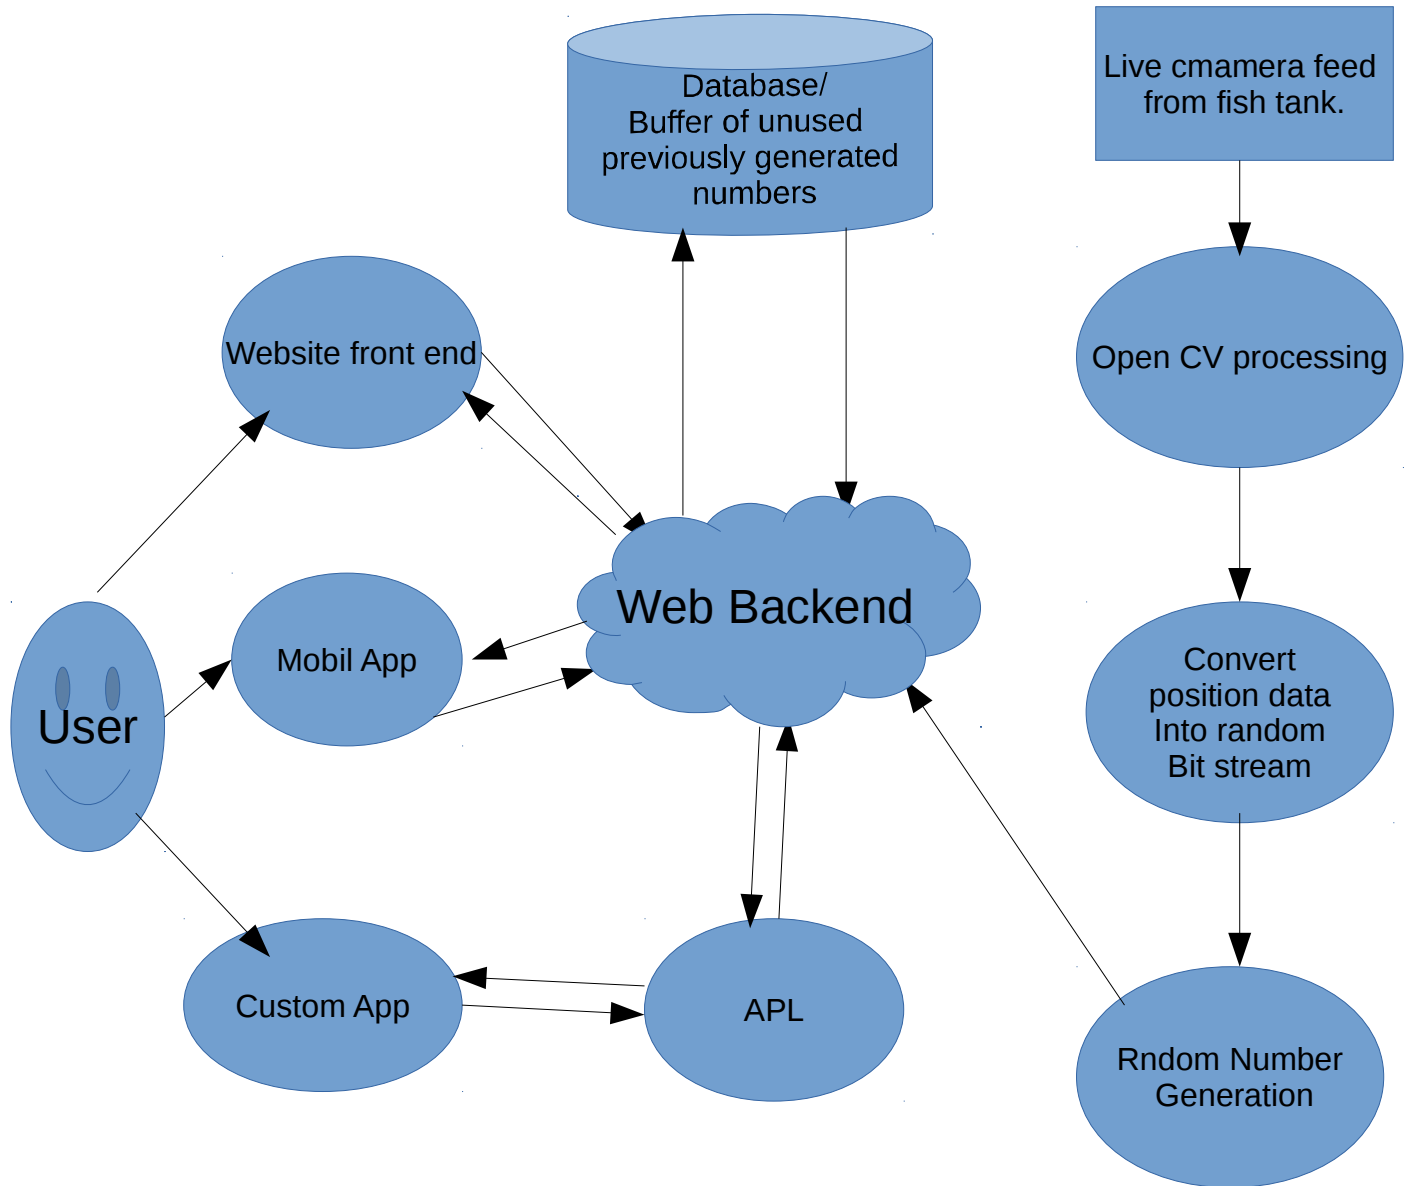 Database/
Buffer of unused
previously generated
numbers
Live cmamera feed
from fish tank.
Website front end
Open CV processing
Web Backend
Mobil App
User
Convert
position data
Into random
Bit stream
Custom App
APL
Rndom Number
Generation